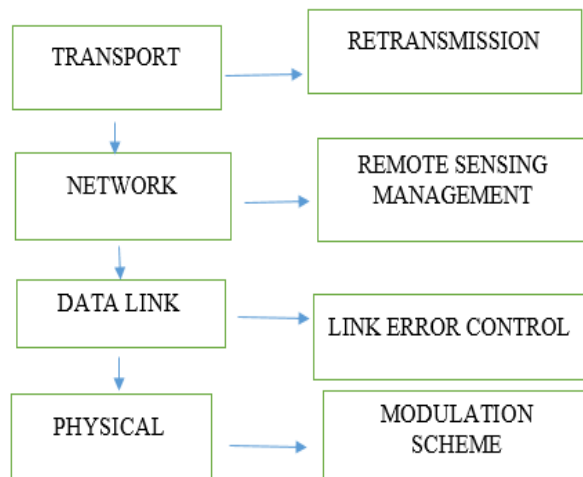 TRANSPORT
RETRANSMISSION
NETWORK
REMOTE SENSING
MANAGEMENT
DATA LINK
LINK ERROR CONTROL
PHYSICAL
MODULATION
SCHEME